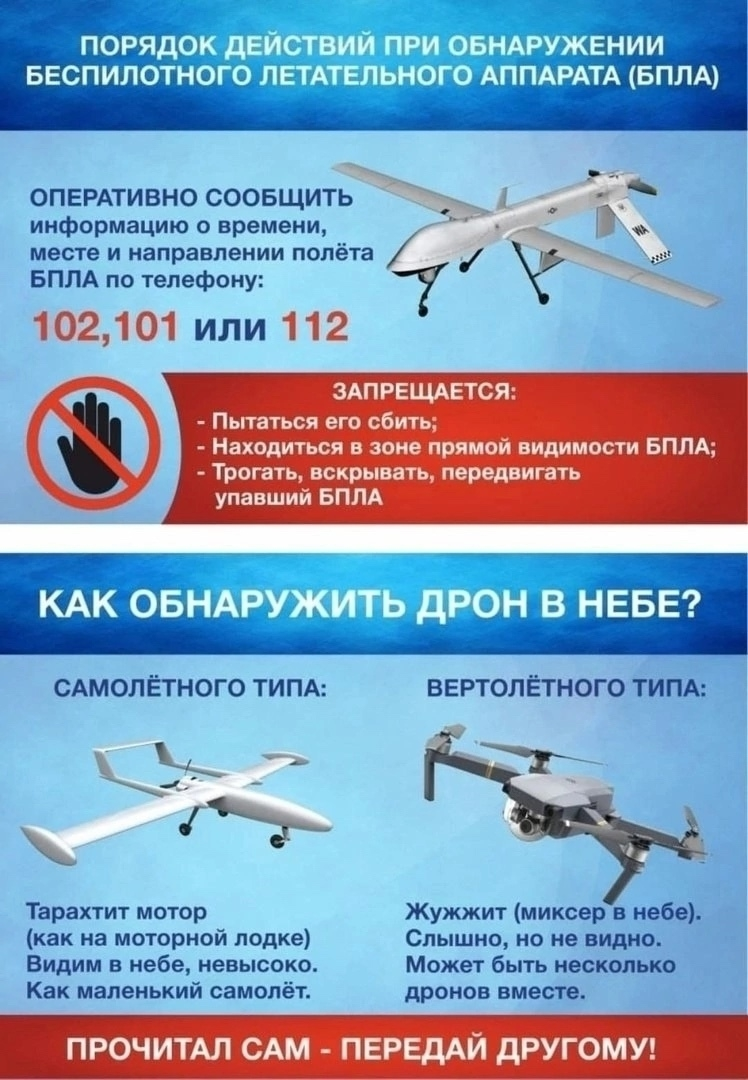 ПОРЯДОК ДЕЙСТВИЙ ПРИ ОБНАРУЖЕНИИ
БЕСПИЛОТНОГО ЛЕТАТЕЛЬНОГО АППАРАТА (БПЛА)
ОПЕРАТИВНО СООБЩИТЬ
информацию о времени,
месте и направлении полёта
БПЛА по телефону:
102,101 или 112
WA
ЗАПРЕЩАЕТСЯ:
- Пытаться его сбить;
- Находиться в зоне прямой видимости БПЛА;
- Трогать, вскрывать, передвигать
упавший БПЛА
КАК ОБНАРУЖИТЬ ДРОН В НЕБЕ?
САМОЛЁТНОГО ТИПА:
ВЕРТОЛЁТНОГО ТИПА:
Тарахтит мотор
(как на моторной лодке)
Видим в небе, невысоко.
Как маленький самолёт.
Жужжит (миксер в небе).
Слышно, но не видно.
Может быть несколько
дронов вместе.
ПРОЧИТАЛ САМ - ПЕРЕДАЙ ДРУГОМУ!